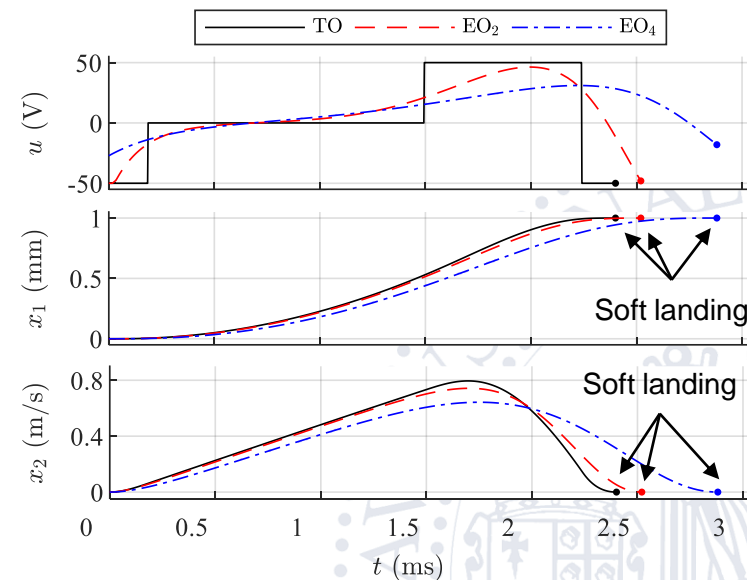 TO EO₂ EO₄
u (V)
50
0
-50
x₁ (mm)
1
0.5
0
Soft landing
x₂ (m/s)
0.8
0.4
0
Soft landing
0 0.5 1 1.5 2 2.5 3
t (ms)